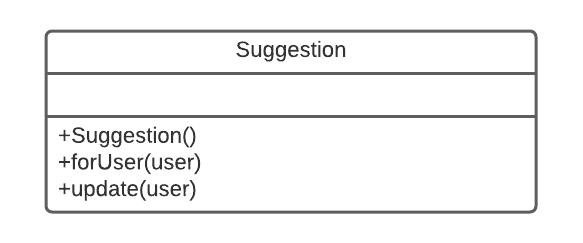 Suggestion
+Suggestion()
+forUser(user)
+update(user)